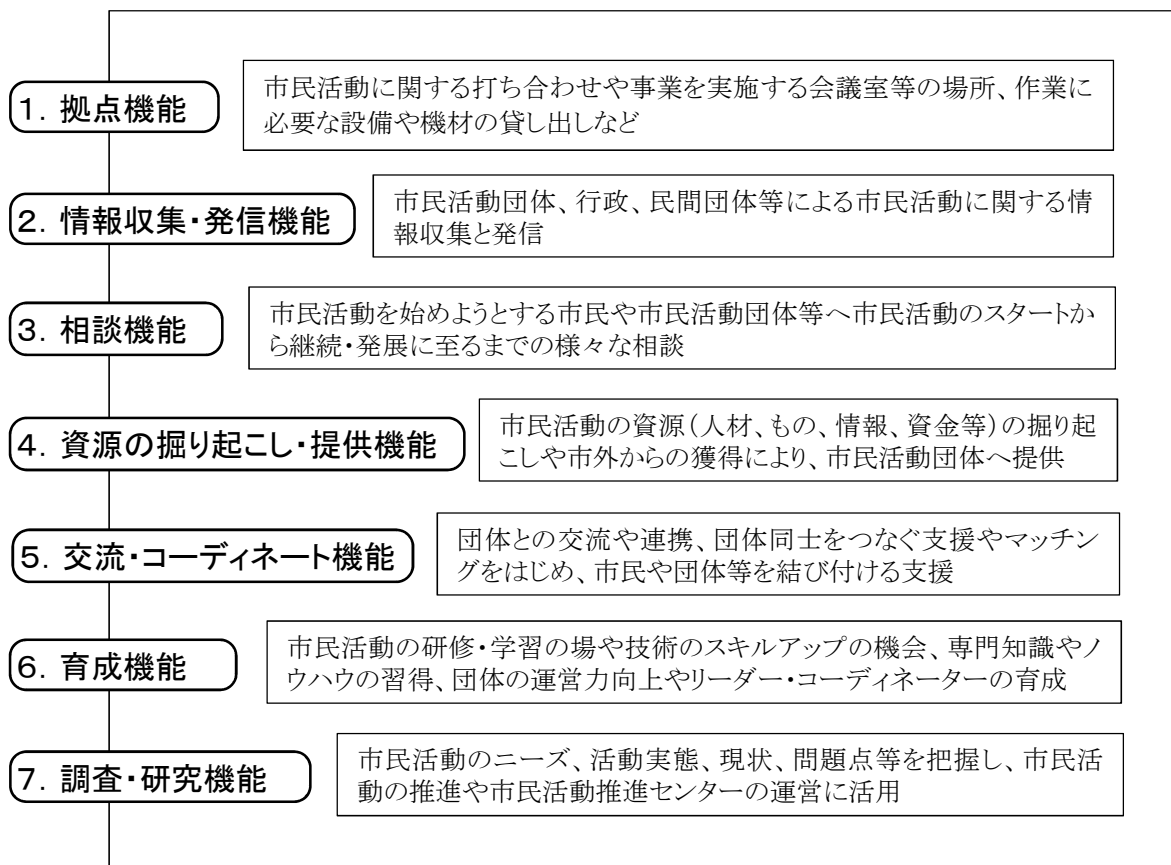 1．拠点機能
市民活動に関する打ち合わせや事業を実施する会議室等の場所、作業に
必要な設備や機材の貸し出しなど
2．情報収集・発信機能
市民活動団体、行政、民間団体等による市民活動に関する情
報収集と発信
3．相談機能
市民活動を始めようとする市民や市民活動団体等へ市民活動のスタートか
ら継続・発展に至るまでの様々な相談
4．資源の掘り起こし・提供機能
市民活動の資源（人材、もの、情報、資金等）の掘り起
こしや市外からの獲得により、市民活動団体へ提供
5．交流・コーディネート機能
団体との交流や連携、団体同士をつなぐ支援やマッチン
グをはじめ、市民や団体等を結び付ける支援
6．育成機能
市民活動の研修・学習の場や技術のスキルアップの機会、専門知識やノ
ウハウの習得、団体の運営力向上やリーダー・コーディネーターの育成
7．調査・研究機能
市民活動のニーズ、活動実態、現状、問題点等を把握し、市民活
動の推進や市民活動推進センターの運営に活用